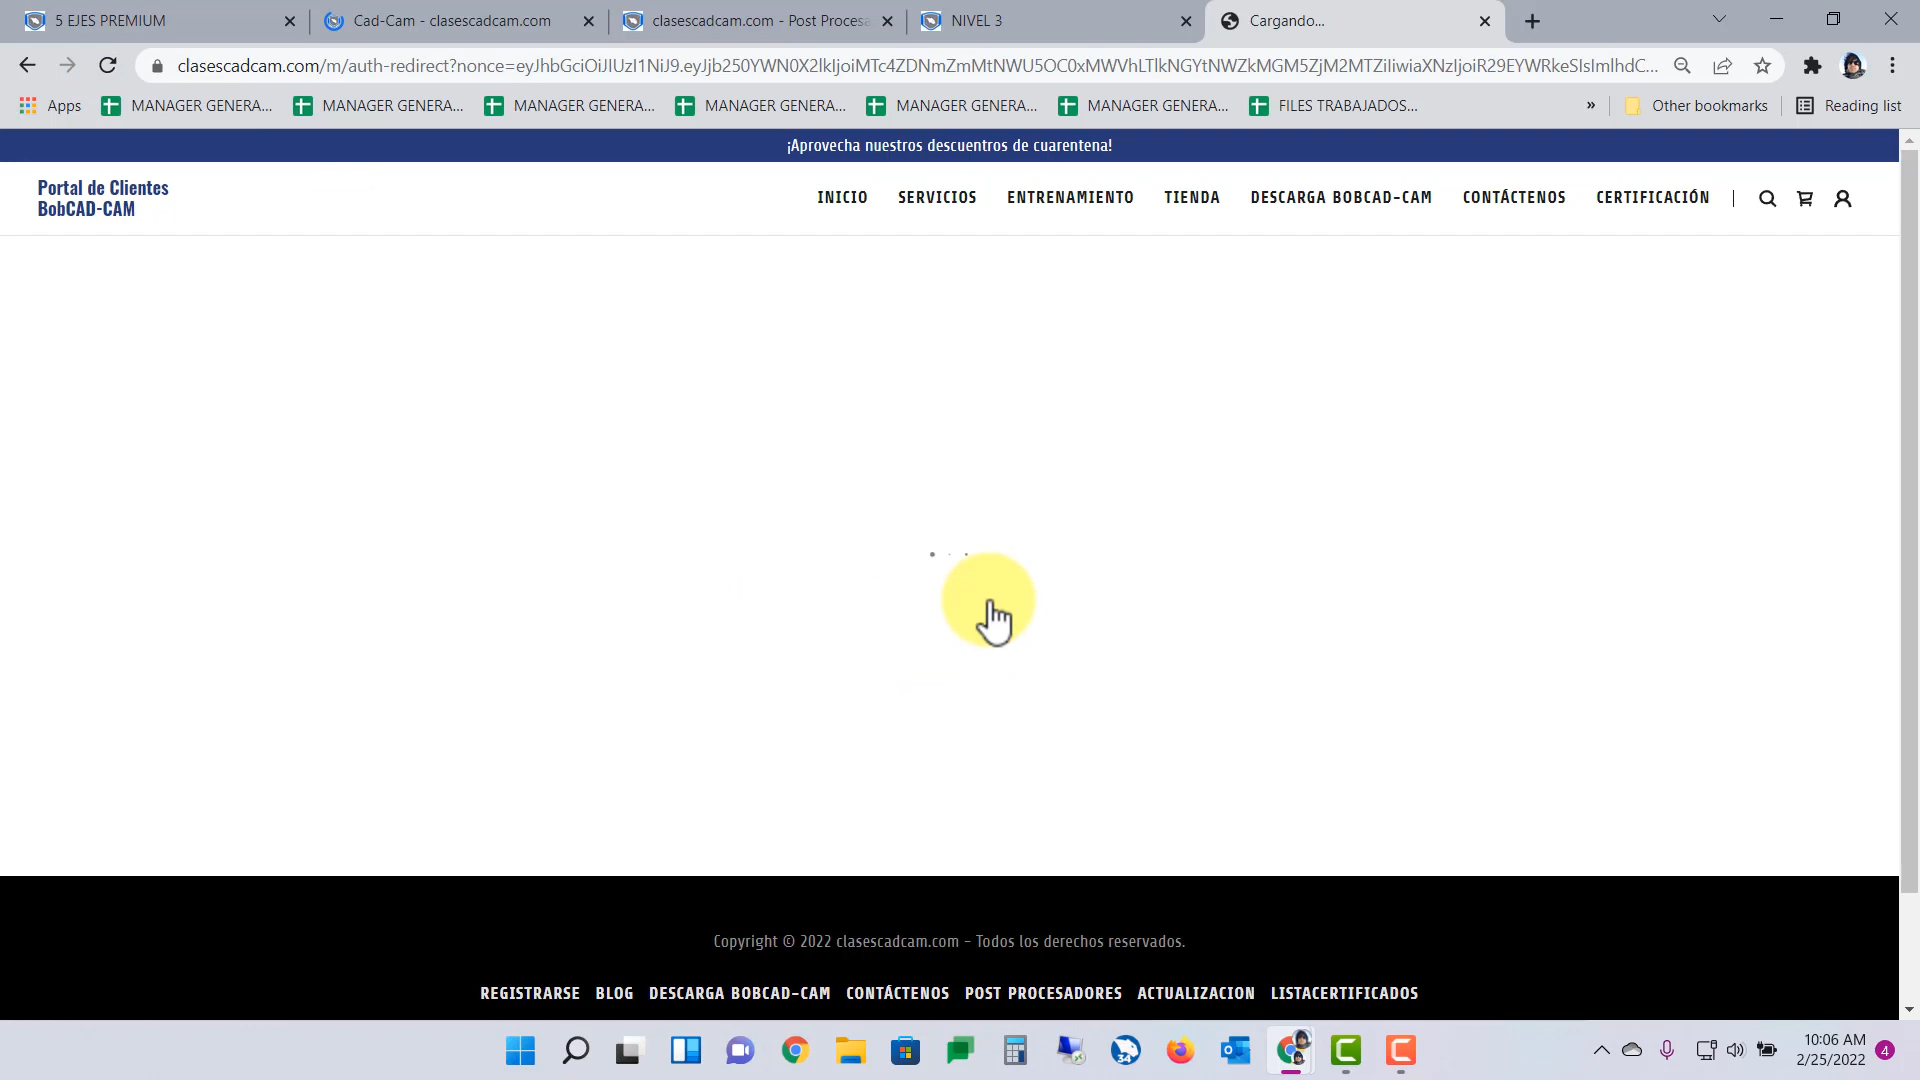 5 EJES PREMIUM
Cad-Cam - clasescadcam.com
clasescadcam.com - Post Procesa
NIVEL 3
Cargando...
clasescadcam.com/m/auth-redirect?nonce=eyJhbGciOiJIUzI1NiJ9.eyJjb250YWN0X2lkIjoiMTc4ZDNmZmMtNWU5OC0xMWVhLTlkNGYtNWZkMGM5ZjM2MTZiIiwiaXNzIjoiR29EYWRkeSIsImlhdC...
Apps
MANAGER GENERA...
MANAGER GENERA...
MANAGER GENERA...
MANAGER GENERA...
MANAGER GENERA...
MANAGER GENERA...
FILES TRABAJADOS...
»
Other bookmarks
Reading list
¡Aprovecha nuestros descuentros de cuarentena!
Portal de Clientes
BobCAD-CAM
INICIO
SERVICIOS
ENTRENAMIENTO
TIENDA
DESCARGA BOBCAD-CAM
CONTÁCTENOS
CERTIFICACIÓN
Copyright © 2022 clasescadcam.com - Todos los derechos reservados.
REGISTRARSE
BLOG
DESCARGA BOBCAD-CAM
CONTÁCTENOS
POST PROCESADORES
ACTUALIZACION
LISTACERTIFICADOS
34
10:06 AM
2/25/2022
4